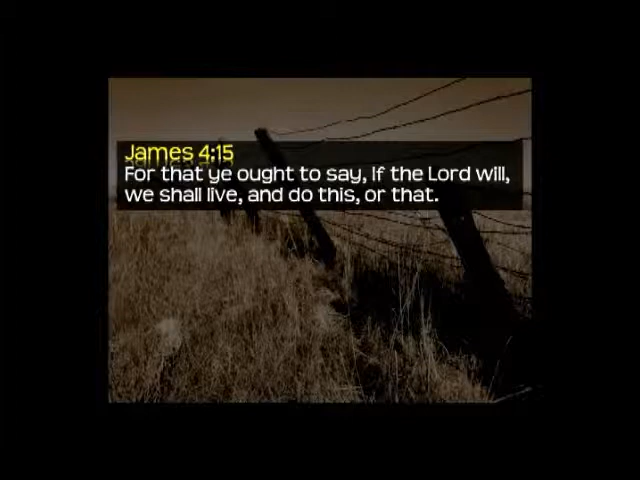 James 4:15
For that ye ought to say, If the Lord will,
we shall live, and do this, or that.